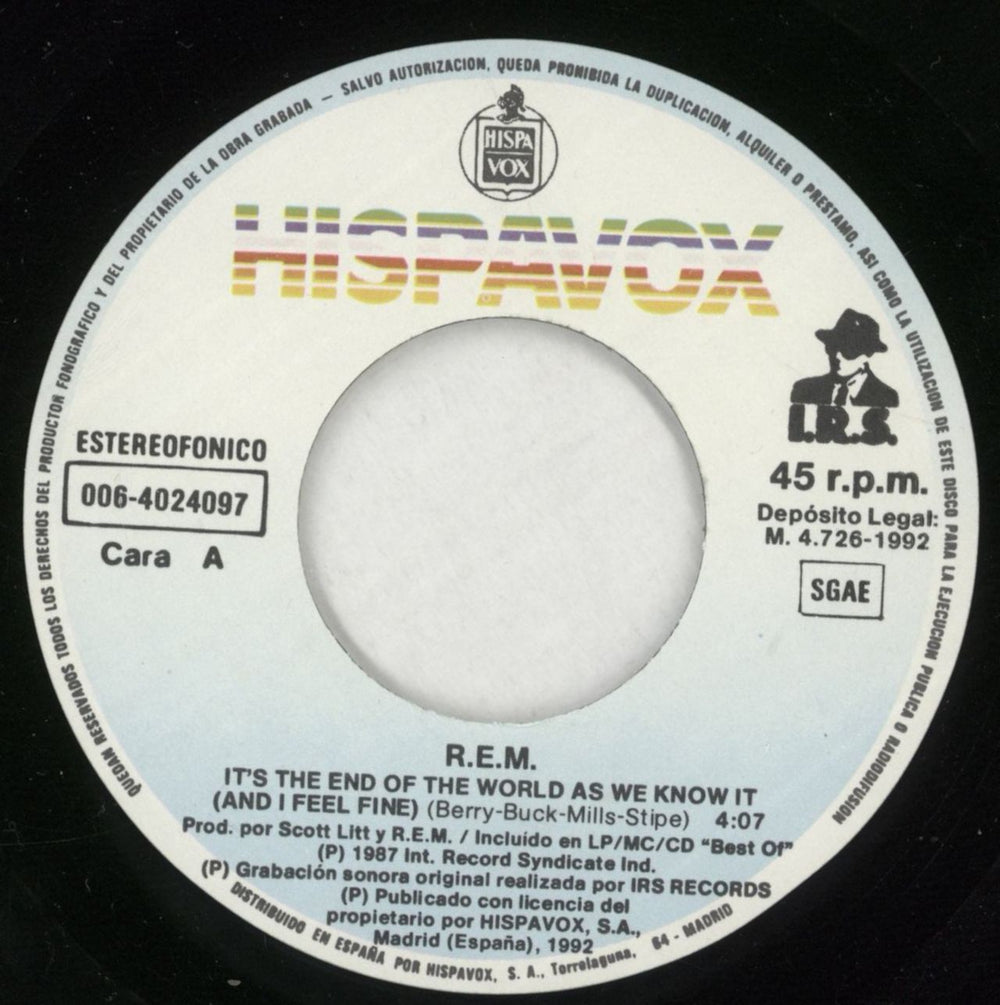 QUEDAN RESERVADOS TODOS LOS DERECHOS DEL PRODUCTOR FONOGRAFICO Y DEL PROPIETARIO DE LA OBRA GRABADA — SALVO AUTORIZACION, QUEDA PROHIBIDA LA DUPLICACION, ALQUILER O PRESTAMO, ASI COMO LA UTILIZACION DE ESTE DISCO PARA LA EJECUCION PUBLICA O RADIODIFUSION
HISPA
VOX
HISPAVOX
I.R.S.
ESTEREOFONICO
006-4024097
Cara A
45 r.p.m.
Depósito Legal:
M. 4.726-1992
SGAE
R.E.M.
IT'S THE END OF THE WORLD AS WE KNOW IT
(AND I FEEL FINE) (Berry-Buck-Mills-Stipe) 4:07
Prod. por Scott Litt y R.E.M. / Incluído en LP/MC/CD "Best Of"
(P) 1987 Int. Record Syndicate Ind.
(P) Grabación sonora original realizada por IRS RECORDS
(P) Publicado con licencia del
propietario por HISPAVOX, S.A.,
Madrid (España), 1992
DISTRIBUIDO EN ESPAÑA POR HISPAVOX, S. A., Torrelaguna, 64 - MADRID